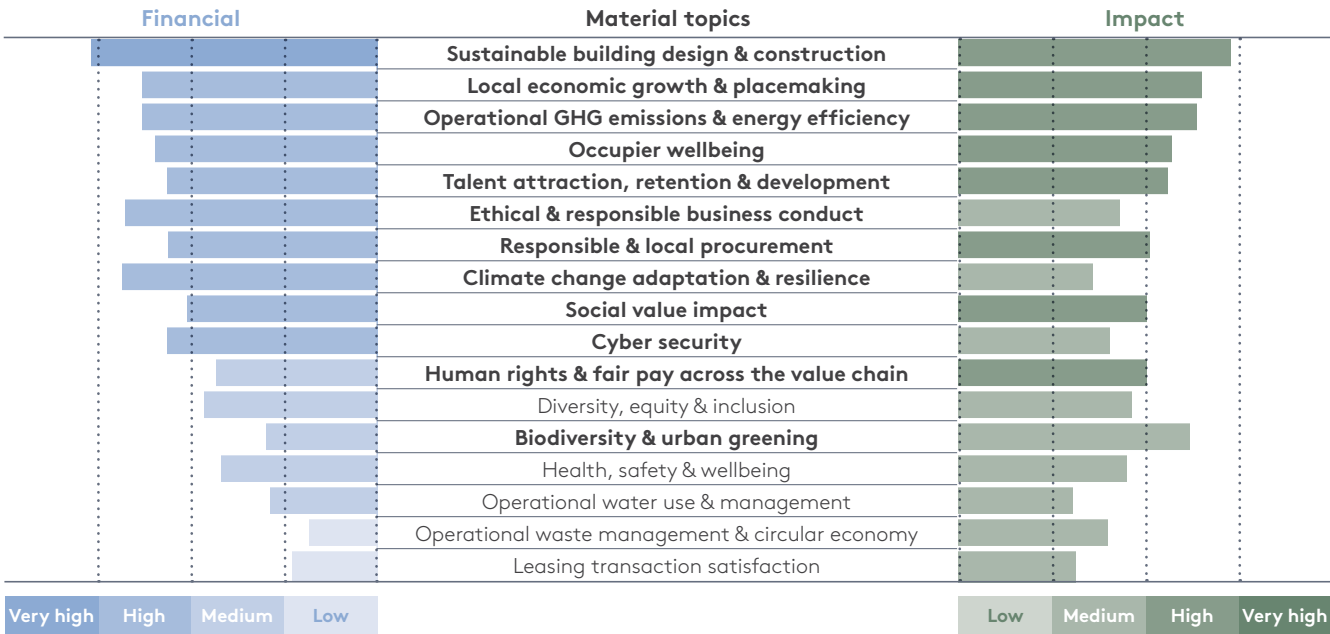 Financial Material topics Impact
Sustainable building design & construction
Local economic growth & placemaking
Operational GHG emissions & energy efficiency
Occupier wellbeing
Talent attraction, retention & development
Ethical & responsible business conduct
Responsible & local procurement
Climate change adaptation & resilience
Social value impact
Cyber security
Human rights & fair pay across the value chain
Diversity, equity & inclusion
Biodiversity & urban greening
Health, safety & wellbeing
Operational water use & management
Operational waste management & circular economy
Leasing transaction satisfaction
Very high High Medium Low Low Medium High Very high